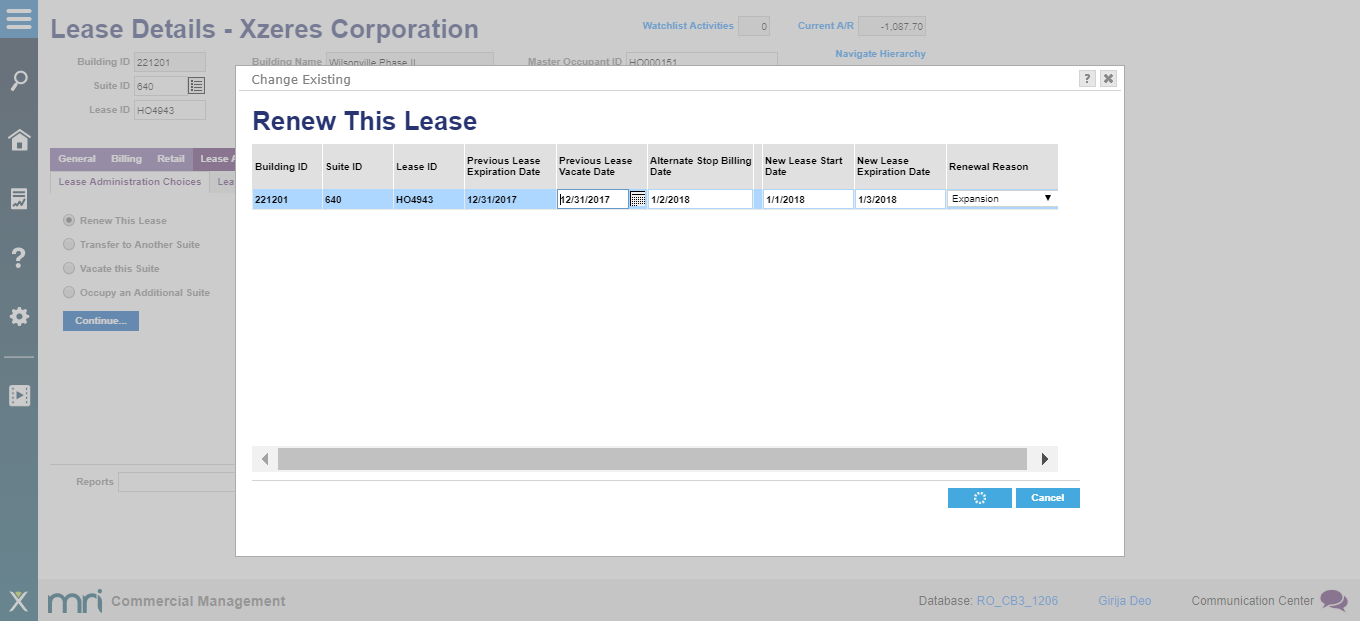 Lease Details - Xzeres Corporation
Watchlist Activities 0 Current A/R -1,087.70
Navigate Hierarchy
Building ID 221201 Building Name Wilsonville Phase II Master Occupant ID HO000151
Suite ID 640
Lease ID HO4943
General Billing Retail Lease A
Lease Administration Choices Lea
Renew This Lease
Transfer to Another Suite
Vacate this Suite
Occupy an Additional Suite
Continue...
Reports
Change Existing ?
Renew This Lease
Building ID Suite ID Lease ID Previous Lease Expiration Date Previous Lease Vacate Date Alternate Stop Billing Date New Lease Start Date New Lease Expiration Date Renewal Reason
221201 640 HO4943 12/31/2017 12/31/2017 1/2/2018 1/1/2018 1/3/2018 Expansion
Cancel
mri Commercial Management Database: RO_CB3_1206 Girija Deo Communication Center